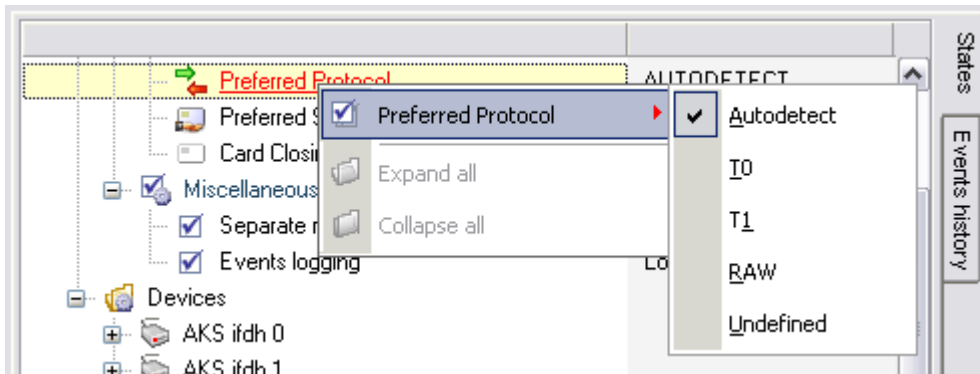 Preferred Protocol AUTODETECT
Preferred
Card Closi
Miscellaneous
Separate r
Events logging Lo
Devices
AKS ifdh 0
AKS ifdh 1
Preferred Protocol
Expand all
Collapse all
Autodetect
T0
T1
RAW
Undefined
States
Events history